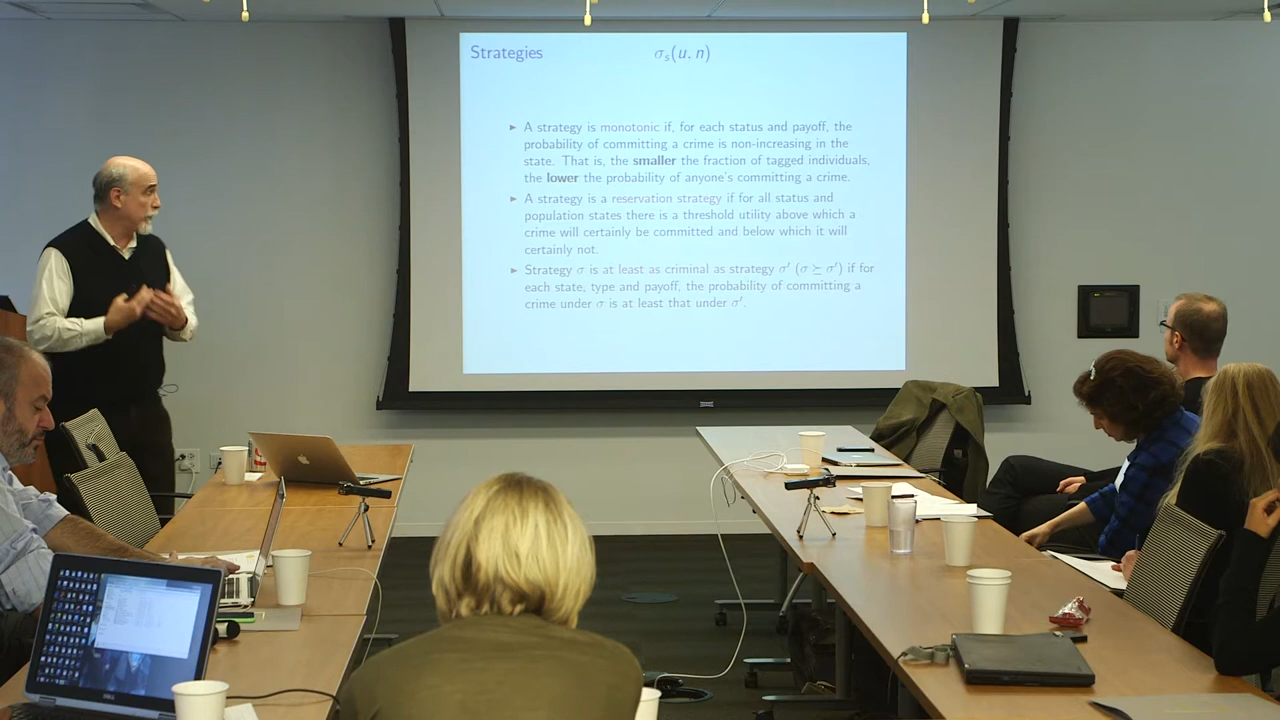 Strategies σₛ(u, n)
▸ A strategy is monotonic if, for each status and payoff, the
probability of committing a crime is non-increasing in the
state. That is, the smaller the fraction of tagged individuals,
the lower the probability of anyone's committing a crime.
▸ A strategy is a reservation strategy if for all status and
population states there is a threshold utility above which a
crime will certainly be committed and below which it will
certainly not.
▸ Strategy σ is at least as criminal as strategy σ′ (σ ⪰ σ′) if for
each state, type and payoff, the probability of committing a
crime under σ is at least that under σ′.
DELL